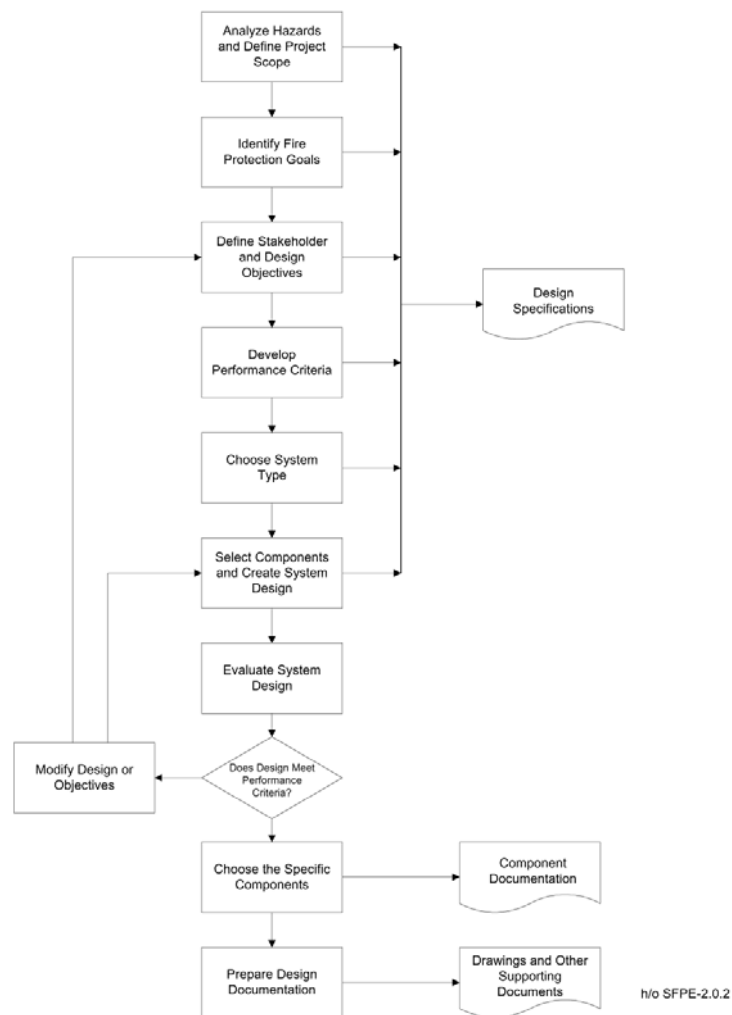 Analyze Hazards
and Define Project
Scope
Identify Fire
Protection Goals
Define Stakeholder
and Design
Objectives
Design
Specifications
Develop
Performance Criteria
Choose System
Type
Select Components
and Create System
Design
Evaluate System
Design
Modify Design or
Objectives
Does Design Meet
Performance
Criteria?
Choose the Specific
Components
Component
Documentation
Prepare Design
Documentation
Drawings and Other
Supporting
Documents
h/o SFPE-2.0.2